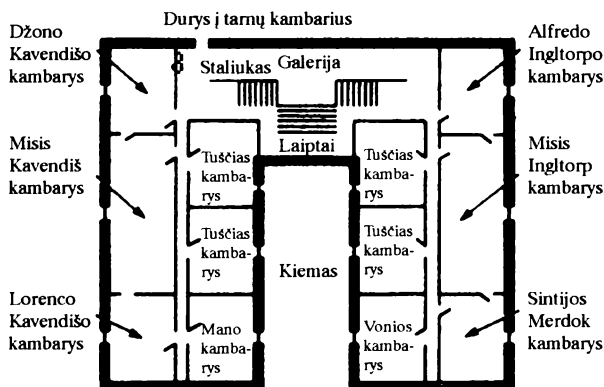 Durys į tarnų kambarius
Džono
Kavendišo
kambarys
Staliukas
Galerija
Alfredo
Ingltorpo
kambarys
Misis
Kavendiš
kambarys
Laiptai
Tuščias
kamba-
rys
Tuščias
kamba-
rys
Misis
Ingltorp
kambarys
Tuščias
kamba-
rys
Kiemas
Tuščias
kamba-
rys
Lorenco
Kavendišo
kambarys
Mano
kamba-
rys
Vonios
kamba-
rys
Sintijos
Merdok
kambarys